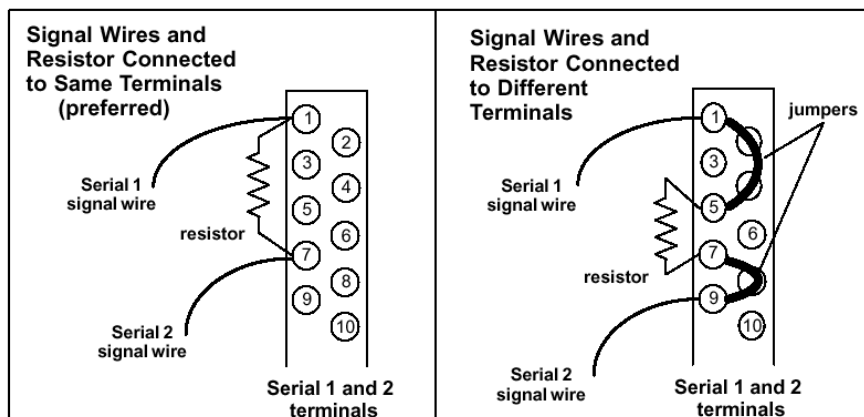 Signal Wires and
Resistor Connected
to Same Terminals
(preferred)
1
2
3
4
5
6
7
8
9
10
Serial 1
signal wire
resistor
Serial 2
signal wire
Serial 1 and 2
terminals
Signal Wires and
Resistor Connected
to Different
Terminals
jumpers
1
3
5
6
7
9
10
Serial 1
signal wire
resistor
Serial 2
signal wire
Serial 1 and 2
terminals